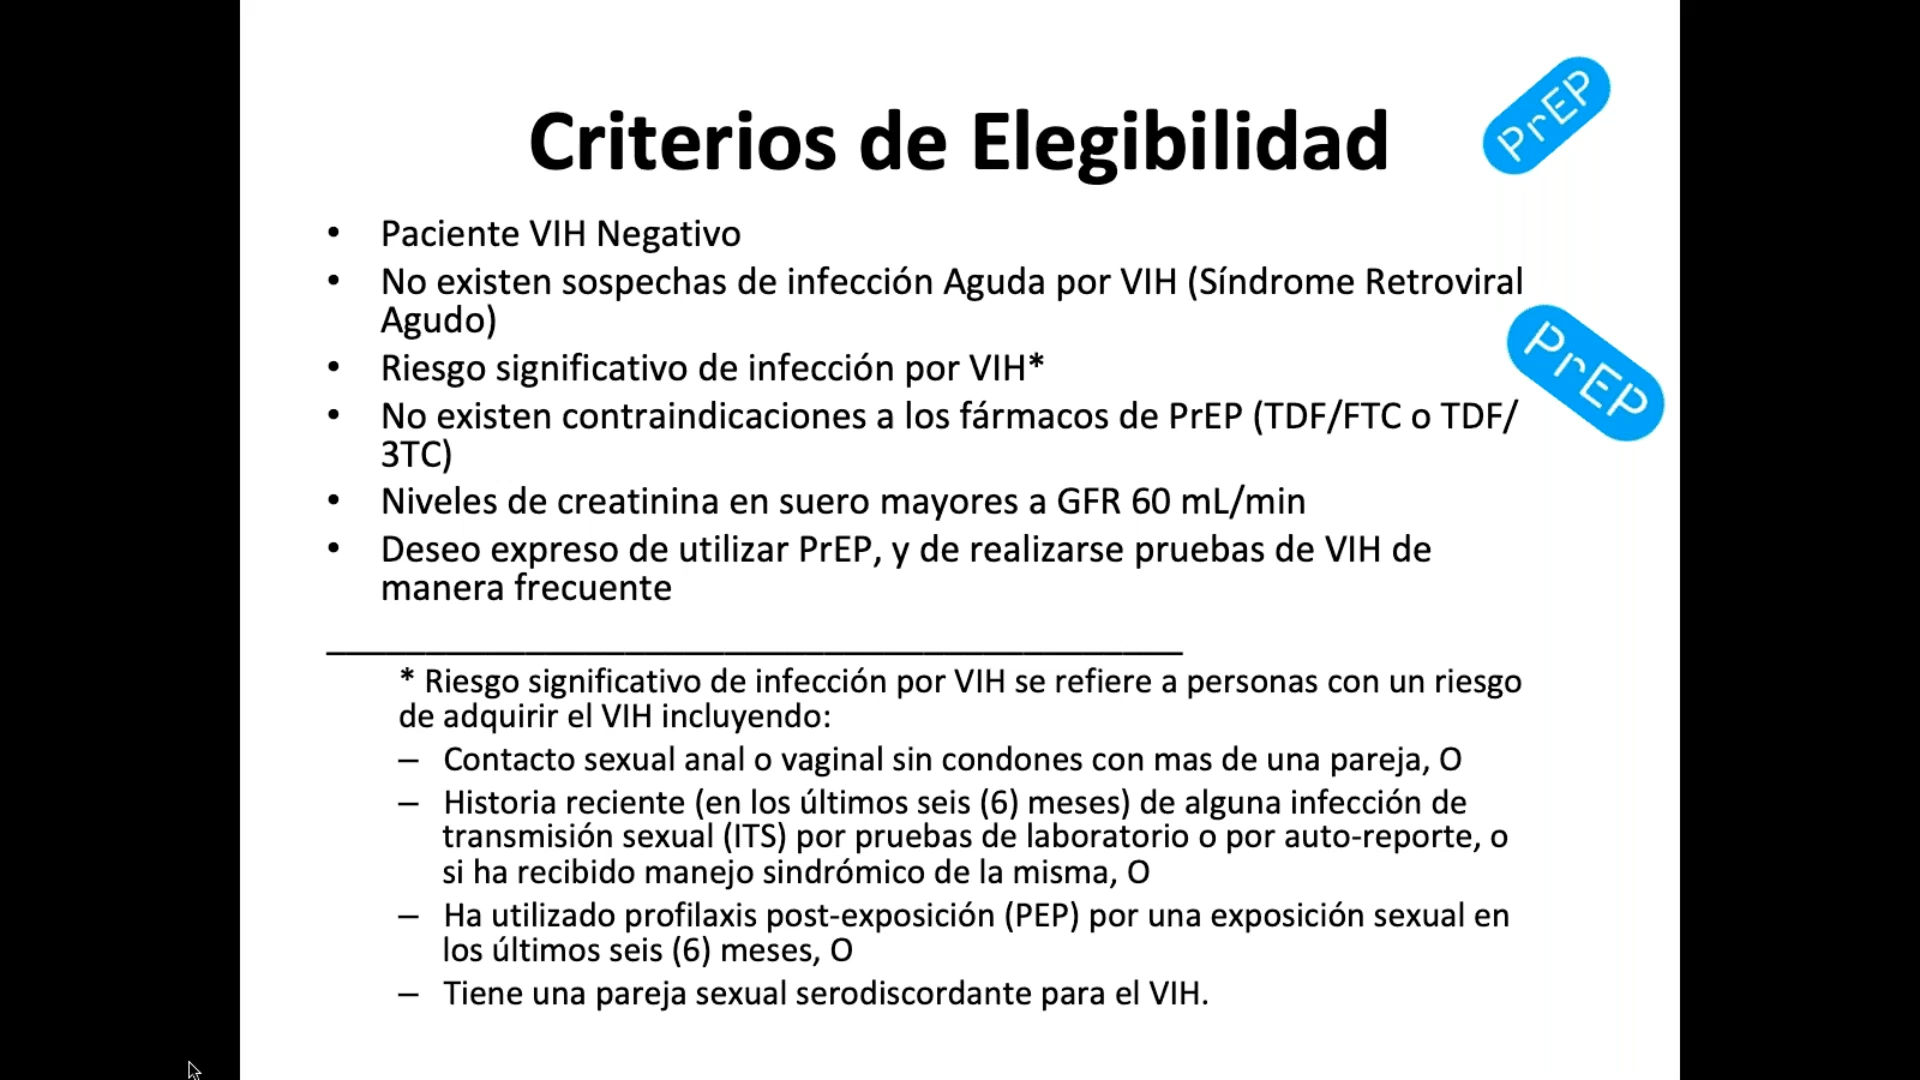 Criterios de Elegibilidad
PrEP
• Paciente VIH Negativo
• No existen sospechas de infección Aguda por VIH (Síndrome Retroviral
Agudo)
PrEP
• Riesgo significativo de infección por VIH*
• No existen contraindicaciones a los fármacos de PrEP (TDF/FTC o TDF/
3TC)
• Niveles de creatinina en suero mayores a GFR 60 mL/min
• Deseo expreso de utilizar PrEP, y de realizarse pruebas de VIH de
manera frecuente
* Riesgo significativo de infección por VIH se refiere a personas con un riesgo
de adquirir el VIH incluyendo:
– Contacto sexual anal o vaginal sin condones con mas de una pareja, O
– Historia reciente (en los últimos seis (6) meses) de alguna infección de
transmisión sexual (ITS) por pruebas de laboratorio o por auto-reporte, o
si ha recibido manejo sindrómico de la misma, O
– Ha utilizado profilaxis post-exposición (PEP) por una exposición sexual en
los últimos seis (6) meses, O
– Tiene una pareja sexual serodiscordante para el VIH.